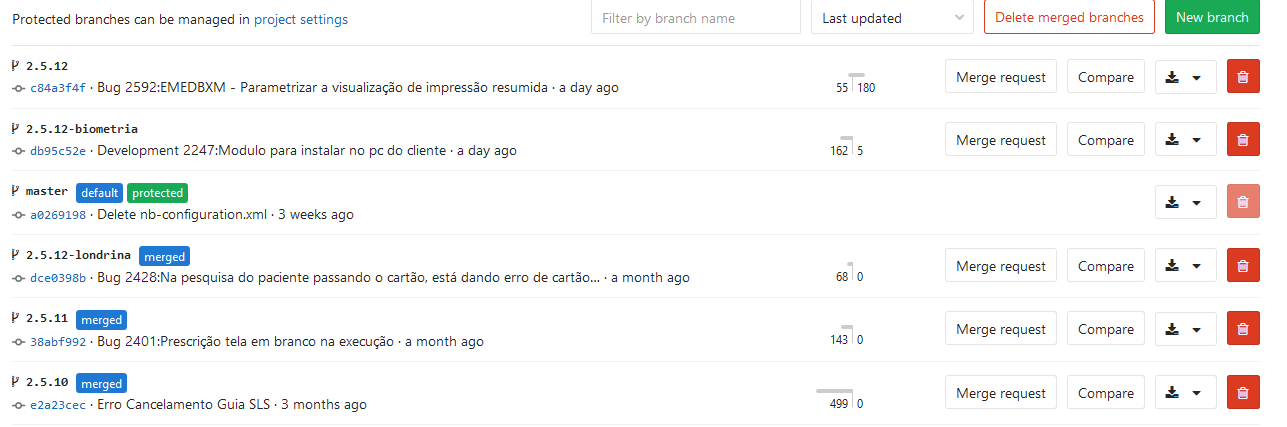 Protected branches can be managed in project settings
Filter by branch name
Last updated
Delete merged branches
New branch
2.5.12
c84a3f4f · Bug 2592:EMEDBXM - Parametrizar a visualização de impressão resumida · a day ago
55 180
Merge request
Compare
2.5.12-biometria
db95c52e · Development 2247:Modulo para instalar no pc do cliente · a day ago
162 5
Merge request
Compare
master default protected
a0269198 · Delete nb-configuration.xml · 3 weeks ago
2.5.12-londrina merged
dce0398b · Bug 2428:Na pesquisa do paciente passando o cartão, está dando erro de cartão... · a month ago
68 0
Merge request
Compare
2.5.11 merged
38abf992 · Bug 2401:Prescrição tela em branco na execução · a month ago
143 0
Merge request
Compare
2.5.10 merged
e2a23cec · Erro Cancelamento Guia SLS · 3 months ago
499 0
Merge request
Compare